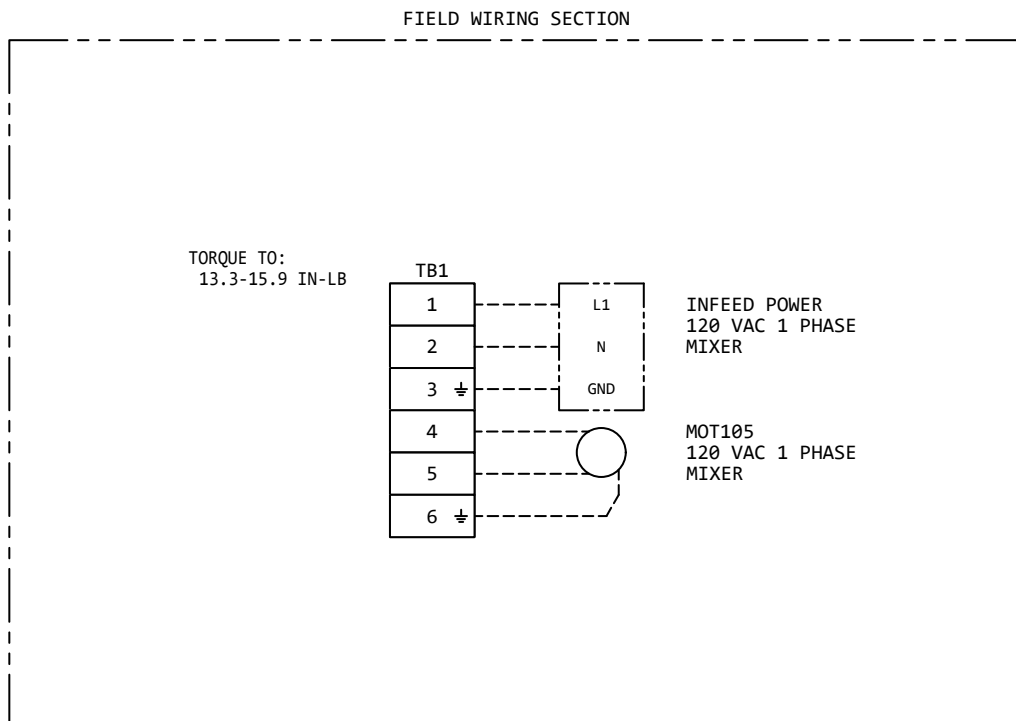 FIELD WIRING SECTION
TORQUE TO:
13.3-15.9 IN-LB
TB1
1
2
3
4
5
6
L1
N
GND
INFEED POWER
120 VAC 1 PHASE
MIXER
MOT105
120 VAC 1 PHASE
MIXER